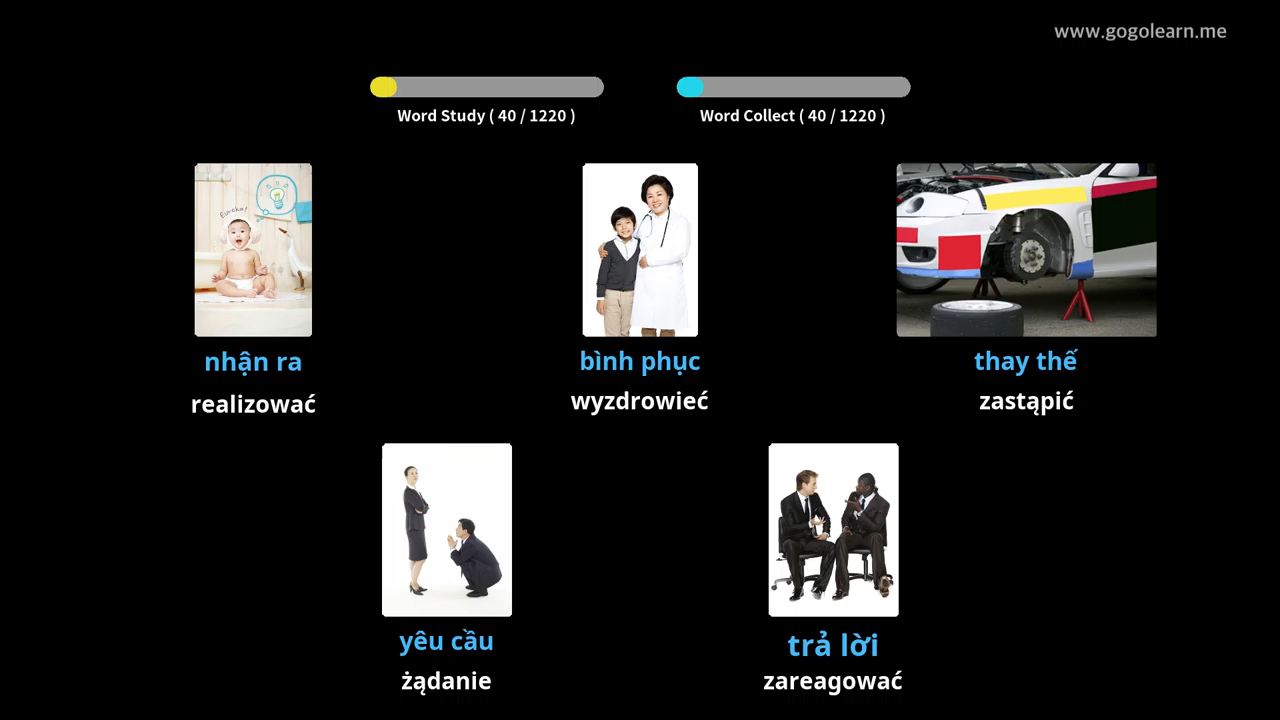 www.gogolearn.me
Word Study ( 40 / 1220 )
Word Collect ( 40 / 1220 )
Eureka!
nhận ra
bình phục
thay thế
realizować
wyzdrowieć
zastąpić
yêu cầu
trả lời
żądanie
zareagować